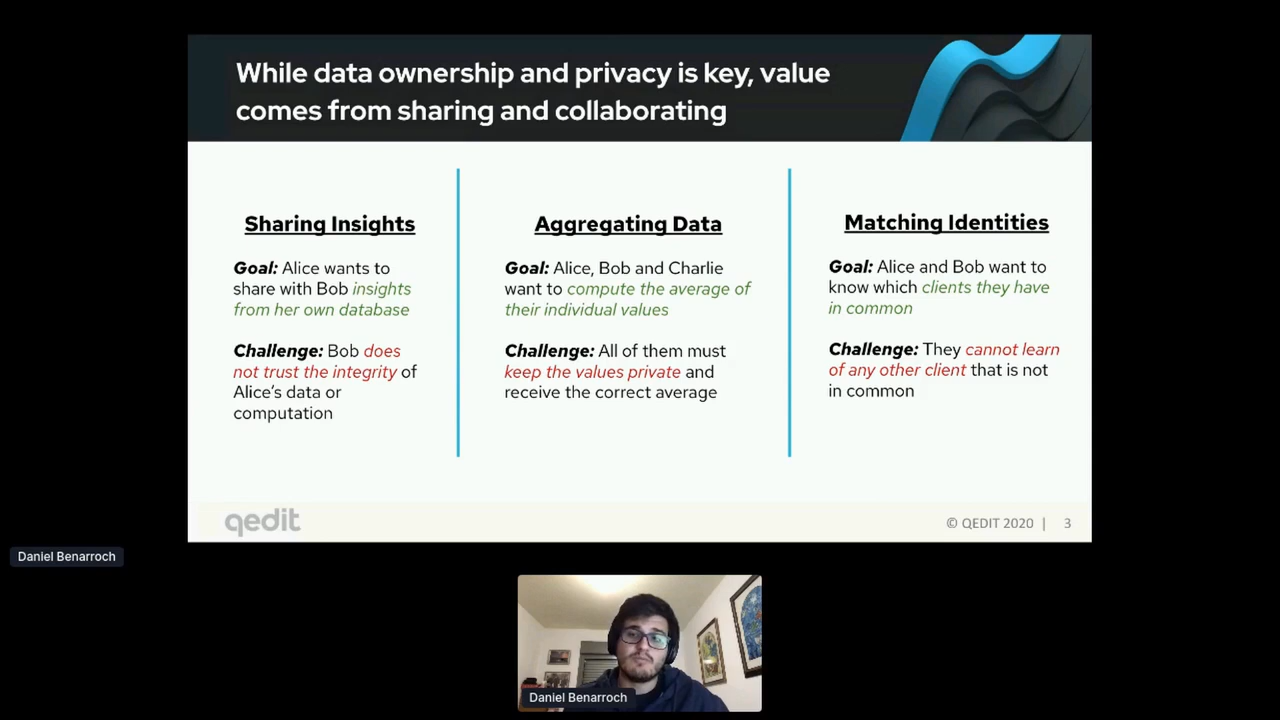 While data ownership and privacy is key, value
comes from sharing and collaborating
Sharing Insights
Goal: Alice wants to
share with Bob insights
from her own database
Challenge: Bob does
not trust the integrity of
Alice's data or
computation
Aggregating Data
Goal: Alice, Bob and Charlie
want to compute the average of
their individual values
Challenge: All of them must
keep the values private and
receive the correct average
Matching Identities
Goal: Alice and Bob want to
know which clients they have
in common
Challenge: They cannot learn
of any other client that is not
in common
qedit
© QEDIT 2020 | 3
Daniel Benarroch
Daniel Benarroch